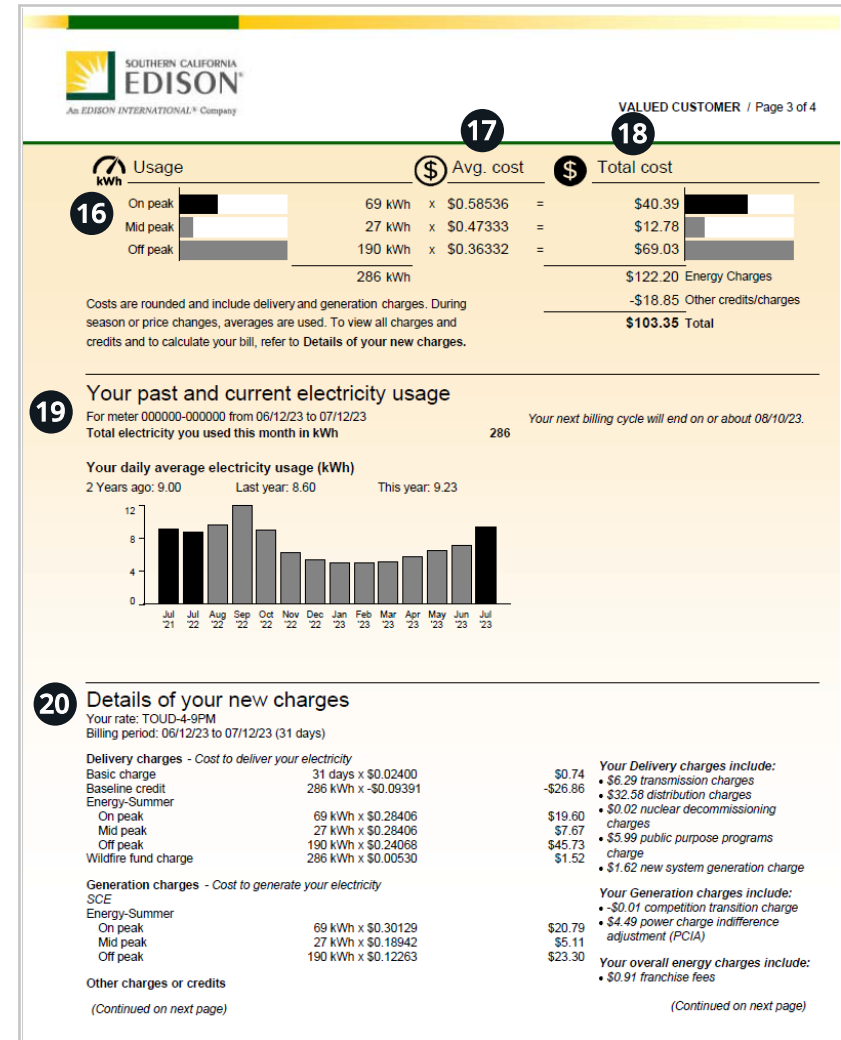 SOUTHERN CALIFORNIA
EDISON®
An EDISON INTERNATIONAL® Company
VALUED CUSTOMER / Page 3 of 4
17
18
kWh Usage
$ Avg. cost
$ Total cost
16
On peak 69 kWh x $0.58536 = $40.39
Mid peak 27 kWh x $0.47333 = $12.78
Off peak 190 kWh x $0.36332 = $69.03
286 kWh $122.20 Energy Charges
-$18.85 Other credits/charges
$103.35 Total
Costs are rounded and include delivery and generation charges. During
season or price changes, averages are used. To view all charges and
credits and to calculate your bill, refer to Details of your new charges.
19
Your past and current electricity usage
For meter 000000-000000 from 06/12/23 to 07/12/23
Your next billing cycle will end on or about 08/10/23.
Total electricity you used this month in kWh 286
Your daily average electricity usage (kWh)
2 Years ago: 9.00 Last year: 8.60 This year: 9.23
12
8
4
0
Jul Jul Aug Sep Oct Nov Dec Jan Feb Mar Apr May Jun Jul
'21 '22 '22 '22 '22 '22 '22 '23 '23 '23 '23 '23 '23 '23
20
Details of your new charges
Your rate: TOUD-4-9PM
Billing period: 06/12/23 to 07/12/23 (31 days)
Delivery charges - Cost to deliver your electricity
Basic charge 31 days x $0.02400 $0.74
Baseline credit 286 kWh x -$0.09391 -$26.86
Energy-Summer
On peak 69 kWh x $0.28406 $19.60
Mid peak 27 kWh x $0.28406 $7.67
Off peak 190 kWh x $0.24068 $45.73
Wildfire fund charge 286 kWh x $0.00530 $1.52
Generation charges - Cost to generate your electricity
SCE
Energy-Summer
On peak 69 kWh x $0.30129 $20.79
Mid peak 27 kWh x $0.18942 $5.11
Off peak 190 kWh x $0.12263 $23.30
Other charges or credits
(Continued on next page)
Your Delivery charges include:
• $6.29 transmission charges
• $32.58 distribution charges
• $0.02 nuclear decommissioning
charges
• $5.99 public purpose programs
charge
• $1.62 new system generation charge
Your Generation charges include:
• -$0.01 competition transition charge
• $4.49 power charge indifference
adjustment (PCIA)
Your overall energy charges include:
• $0.91 franchise fees
(Continued on next page)